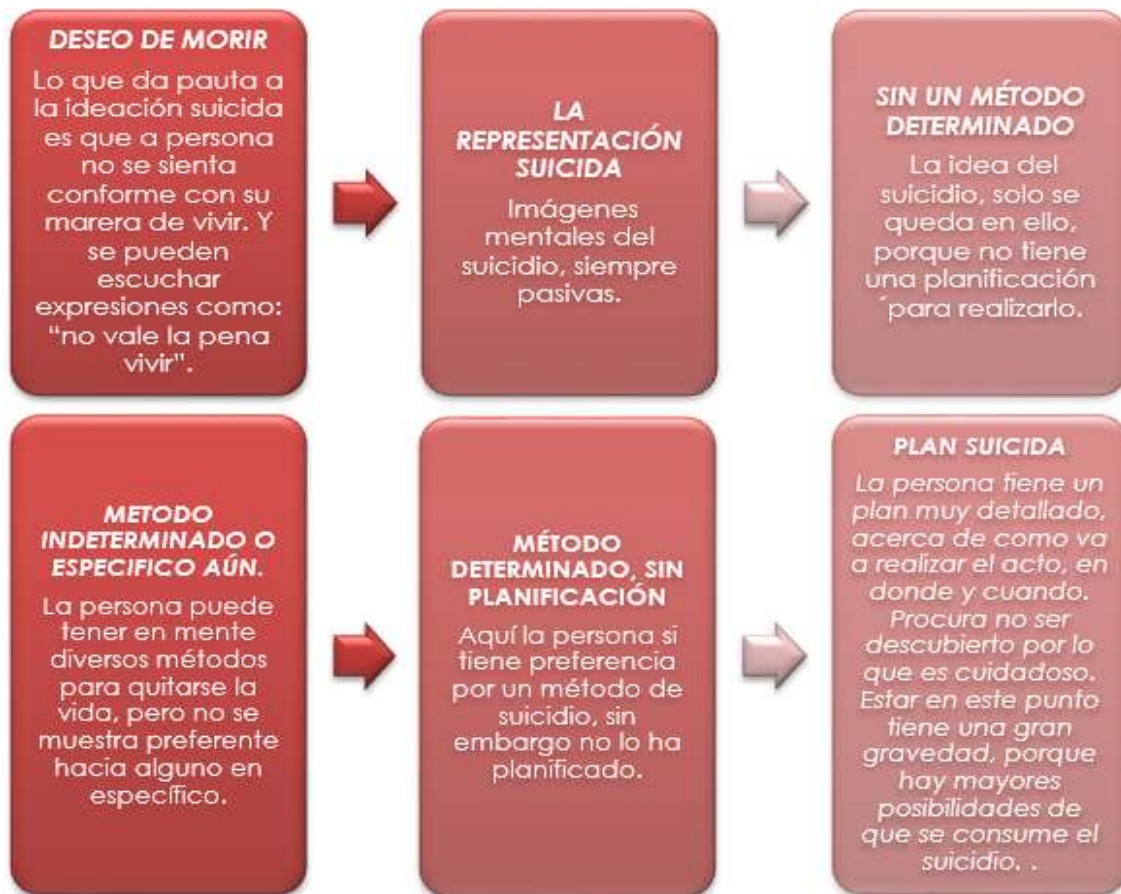 DESEO DE MORIR
Lo que da pauta a
la ideación suicida
es que a persona
no se sienta
conforme con su
marera de vivir. Y
se pueden
escuchar
expresiones como:
“no vale la pena
vivir”.
LA
REPRESENTACIÓN
SUICIDA
Imágenes
mentales del
suicidio, siempre
pasivas.
SIN UN MÉTODO
DETERMINADO
La idea del
suicidio, solo se
queda en ello,
porque no tiene
una planificación
´para realizarlo.
METODO
INDETERMINADO O
ESPECIFICO AÚN.
La persona puede
tener en mente
diversos métodos
para quitarse la
vida, pero no se
muestra preferente
hacia alguno en
específico.
MÉTODO
DETERMINADO, SIN
PLANIFICACIÓN
Aquí la persona si
tiene preferencia
por un método de
suicidio, sin
embargo no lo ha
planificado.
PLAN SUICIDA
La persona tiene un
plan muy detallado,
acerca de como va
a realizar el acto, en
donde y cuando.
Procura no ser
descubierto por lo
que es cuidadoso.
Estar en este punto
tiene una gran
gravedad, porque
hay mayores
posibilidades de
que se consume el
suicidio. .